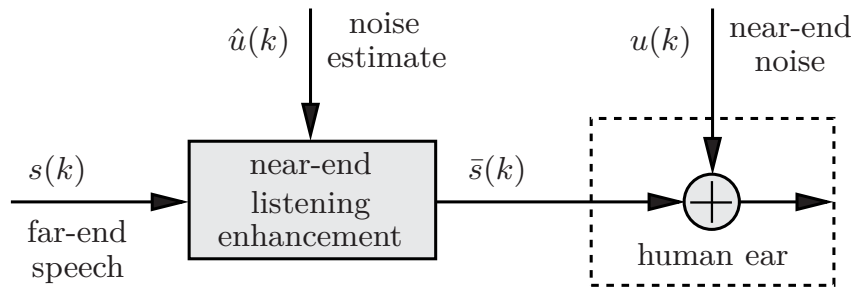 û(k)
noise
estimate
u(k)
near-end
noise
s(k)
far-end
speech
near-end
listening
enhancement
s̄(k)
human ear